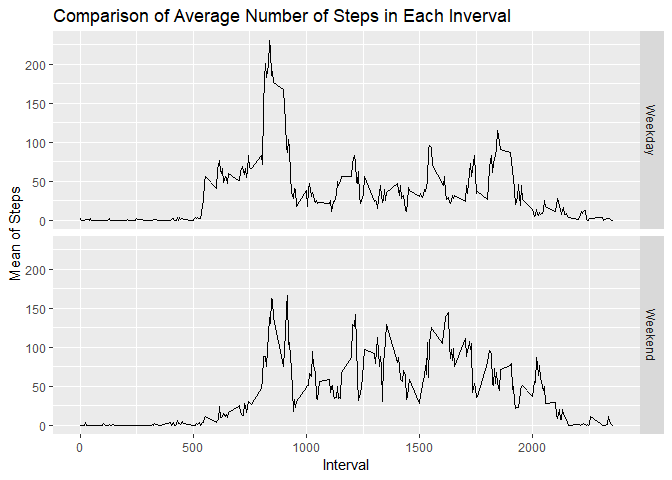 Comparison of Average Number of Steps in Each Inverval
Mean of Steps
200
150
100
50
0
Weekday
200
150
100
50
0
Weekend
0 500 1000 1500 2000
Interval